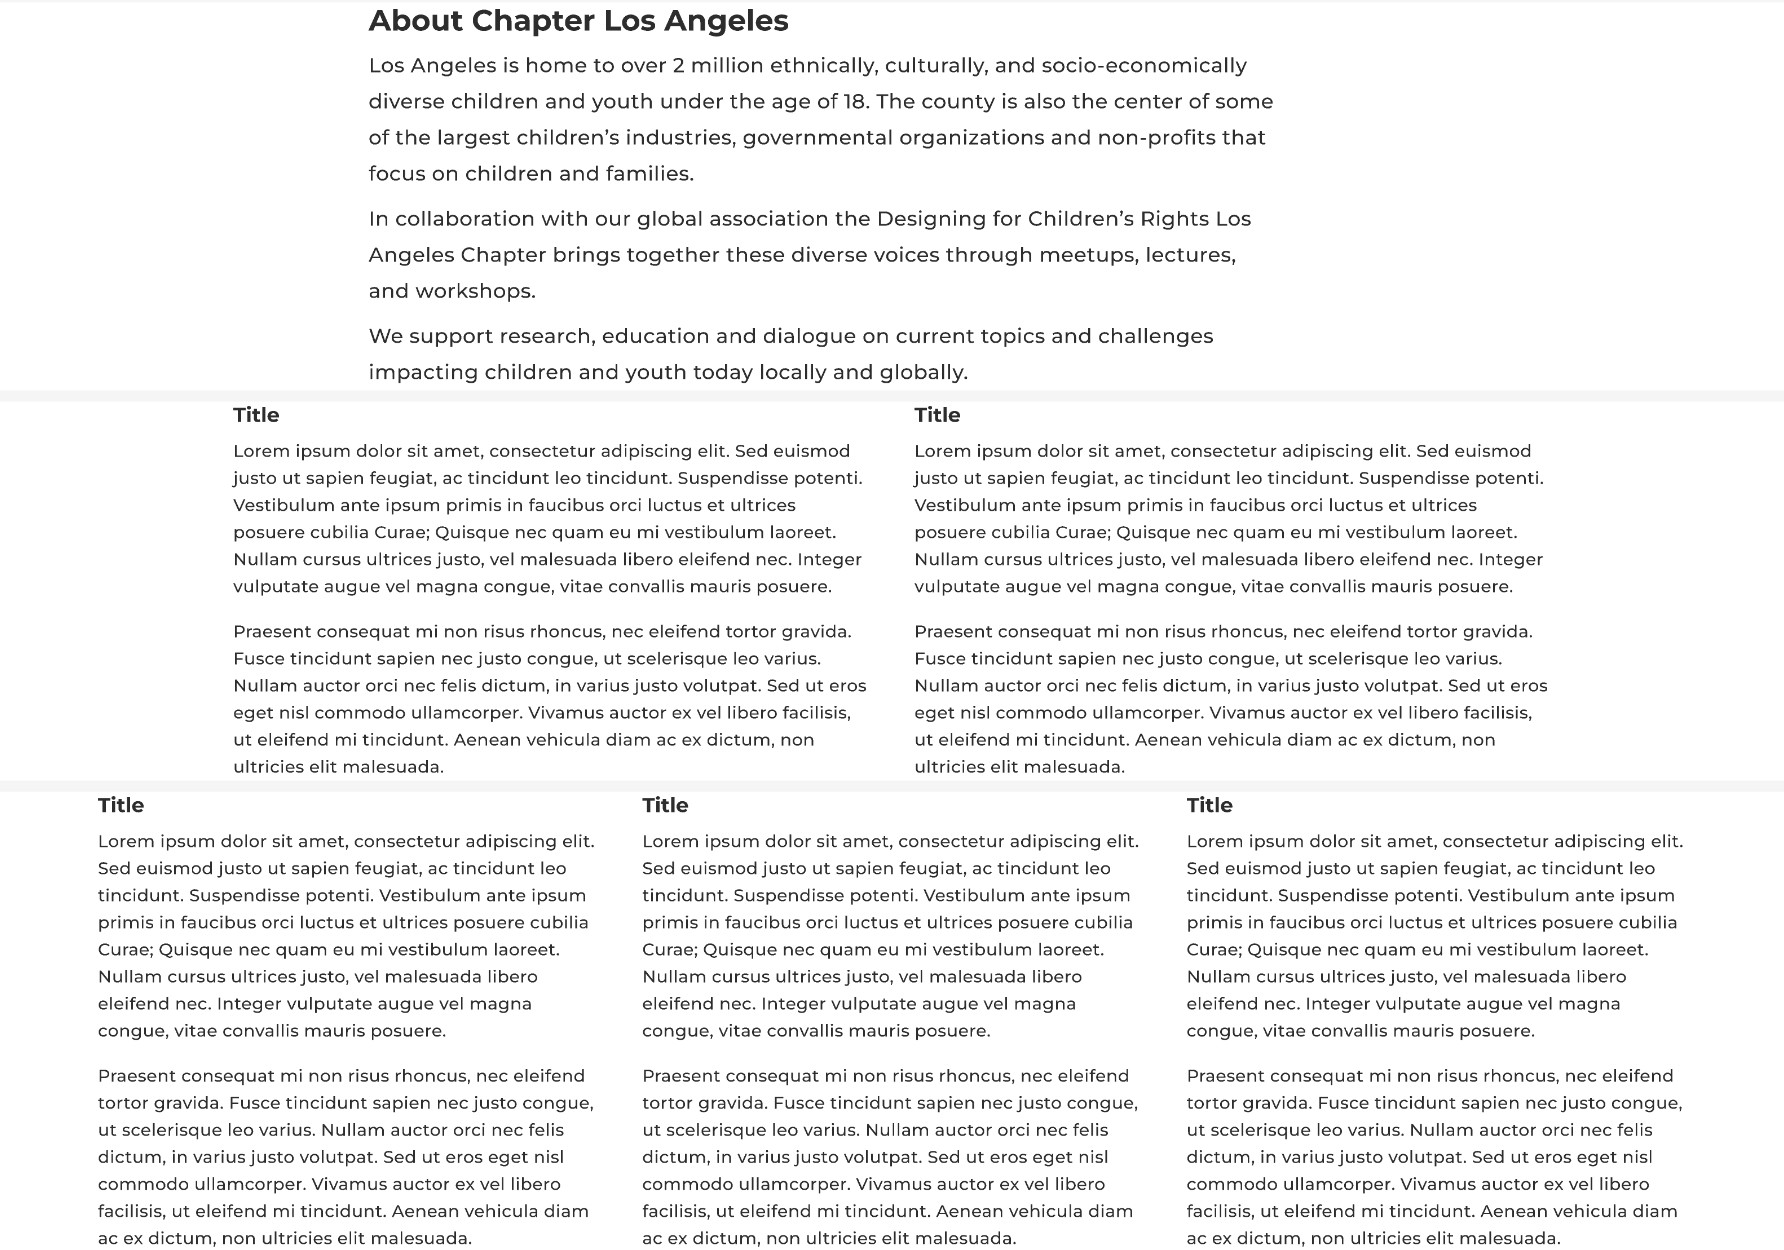 About Chapter Los Angeles
Los Angeles is home to over 2 million ethnically, culturally, and socio-economically
diverse children and youth under the age of 18. The county is also the center of some
of the largest children’s industries, governmental organizations and non-profits that
focus on children and families.
In collaboration with our global association the Designing for Children’s Rights Los
Angeles Chapter brings together these diverse voices through meetups, lectures,
and workshops.
We support research, education and dialogue on current topics and challenges
impacting children and youth today locally and globally.
Title
Lorem ipsum dolor sit amet, consectetur adipiscing elit. Sed euismod
justo ut sapien feugiat, ac tincidunt leo tincidunt. Suspendisse potenti.
Vestibulum ante ipsum primis in faucibus orci luctus et ultrices
posuere cubilia Curae; Quisque nec quam eu mi vestibulum laoreet.
Nullam cursus ultrices justo, vel malesuada libero eleifend nec. Integer
vulputate augue vel magna congue, vitae convallis mauris posuere.
Praesent consequat mi non risus rhoncus, nec eleifend tortor gravida.
Fusce tincidunt sapien nec justo congue, ut scelerisque leo varius.
Nullam auctor orci nec felis dictum, in varius justo volutpat. Sed ut eros
eget nisl commodo ullamcorper. Vivamus auctor ex vel libero facilisis,
ut eleifend mi tincidunt. Aenean vehicula diam ac ex dictum, non
ultricies elit malesuada.
Title
Lorem ipsum dolor sit amet, consectetur adipiscing elit. Sed euismod
justo ut sapien feugiat, ac tincidunt leo tincidunt. Suspendisse potenti.
Vestibulum ante ipsum primis in faucibus orci luctus et ultrices
posuere cubilia Curae; Quisque nec quam eu mi vestibulum laoreet.
Nullam cursus ultrices justo, vel malesuada libero eleifend nec. Integer
vulputate augue vel magna congue, vitae convallis mauris posuere.
Praesent consequat mi non risus rhoncus, nec eleifend tortor gravida.
Fusce tincidunt sapien nec justo congue, ut scelerisque leo varius.
Nullam auctor orci nec felis dictum, in varius justo volutpat. Sed ut eros
eget nisl commodo ullamcorper. Vivamus auctor ex vel libero facilisis,
ut eleifend mi tincidunt. Aenean vehicula diam ac ex dictum, non
ultricies elit malesuada.
Title
Lorem ipsum dolor sit amet, consectetur adipiscing elit.
Sed euismod justo ut sapien feugiat, ac tincidunt leo
tincidunt. Suspendisse potenti. Vestibulum ante ipsum
primis in faucibus orci luctus et ultrices posuere cubilia
Curae; Quisque nec quam eu mi vestibulum laoreet.
Nullam cursus ultrices justo, vel malesuada libero
eleifend nec. Integer vulputate augue vel magna
congue, vitae convallis mauris posuere.
Praesent consequat mi non risus rhoncus, nec eleifend
tortor gravida. Fusce tincidunt sapien nec justo congue,
ut scelerisque leo varius. Nullam auctor orci nec felis
dictum, in varius justo volutpat. Sed ut eros eget nisl
commodo ullamcorper. Vivamus auctor ex vel libero
facilisis, ut eleifend mi tincidunt. Aenean vehicula diam
ac ex dictum, non ultricies elit malesuada.
Title
Lorem ipsum dolor sit amet, consectetur adipiscing elit.
Sed euismod justo ut sapien feugiat, ac tincidunt leo
tincidunt. Suspendisse potenti. Vestibulum ante ipsum
primis in faucibus orci luctus et ultrices posuere cubilia
Curae; Quisque nec quam eu mi vestibulum laoreet.
Nullam cursus ultrices justo, vel malesuada libero
eleifend nec. Integer vulputate augue vel magna
congue, vitae convallis mauris posuere.
Praesent consequat mi non risus rhoncus, nec eleifend
tortor gravida. Fusce tincidunt sapien nec justo congue,
ut scelerisque leo varius. Nullam auctor orci nec felis
dictum, in varius justo volutpat. Sed ut eros eget nisl
commodo ullamcorper. Vivamus auctor ex vel libero
facilisis, ut eleifend mi tincidunt. Aenean vehicula diam
ac ex dictum, non ultricies elit malesuada.
Title
Lorem ipsum dolor sit amet, consectetur adipiscing elit.
Sed euismod justo ut sapien feugiat, ac tincidunt leo
tincidunt. Suspendisse potenti. Vestibulum ante ipsum
primis in faucibus orci luctus et ultrices posuere cubilia
Curae; Quisque nec quam eu mi vestibulum laoreet.
Nullam cursus ultrices justo, vel malesuada libero
eleifend nec. Integer vulputate augue vel magna
congue, vitae convallis mauris posuere.
Praesent consequat mi non risus rhoncus, nec eleifend
tortor gravida. Fusce tincidunt sapien nec justo congue,
ut scelerisque leo varius. Nullam auctor orci nec felis
dictum, in varius justo volutpat. Sed ut eros eget nisl
commodo ullamcorper. Vivamus auctor ex vel libero
facilisis, ut eleifend mi tincidunt. Aenean vehicula diam
ac ex dictum, non ultricies elit malesuada.